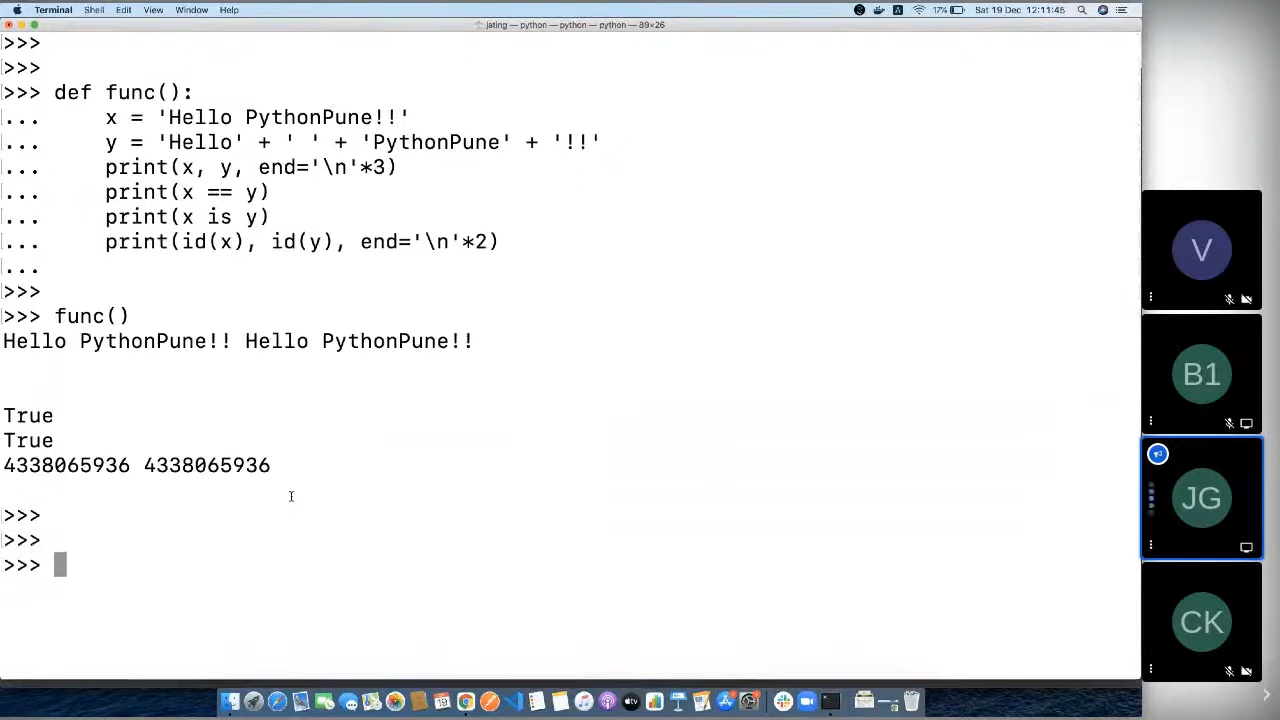 Terminal Shell Edit View Window Help 17% Sat 19 Dec 12:11:45
jating — python — python — python — 89×26
>>>
>>>
>>> def func():
...     x = 'Hello PythonPune!!'
...     y = 'Hello' + ' ' + 'PythonPune' + '!!'
...     print(x, y, end='\n'*3)
...     print(x == y)
...     print(x is y)
...     print(id(x), id(y), end='\n'*2)
...
>>>
>>> func()
Hello PythonPune!! Hello PythonPune!!
True
True
4338065936 4338065936
>>>
>>>
>>>
V
B1
JG
CK